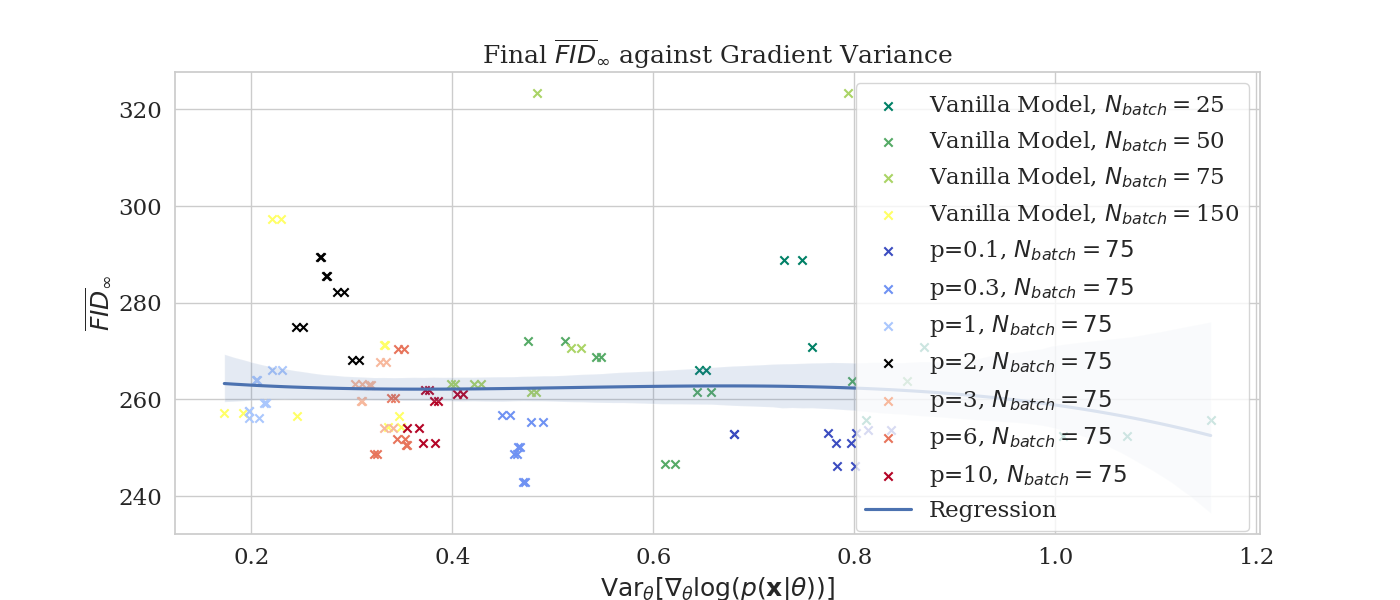 Final $\overline{FID}_\infty$ against Gradient Variance
$\overline{FID}_\infty$
320
300
280
260
240
0.2 0.4 0.6 0.8 1.0 1.2
$\mathrm{Var}_\theta[\nabla_\theta \log(p(\mathbf{x}|\theta))]$
Vanilla Model, $N_{batch} = 25$
Vanilla Model, $N_{batch} = 50$
Vanilla Model, $N_{batch} = 75$
Vanilla Model, $N_{batch} = 150$
p=0.1, $N_{batch} = 75$
p=0.3, $N_{batch} = 75$
p=1, $N_{batch} = 75$
p=2, $N_{batch} = 75$
p=3, $N_{batch} = 75$
p=6, $N_{batch} = 75$
p=10, $N_{batch} = 75$
Regression